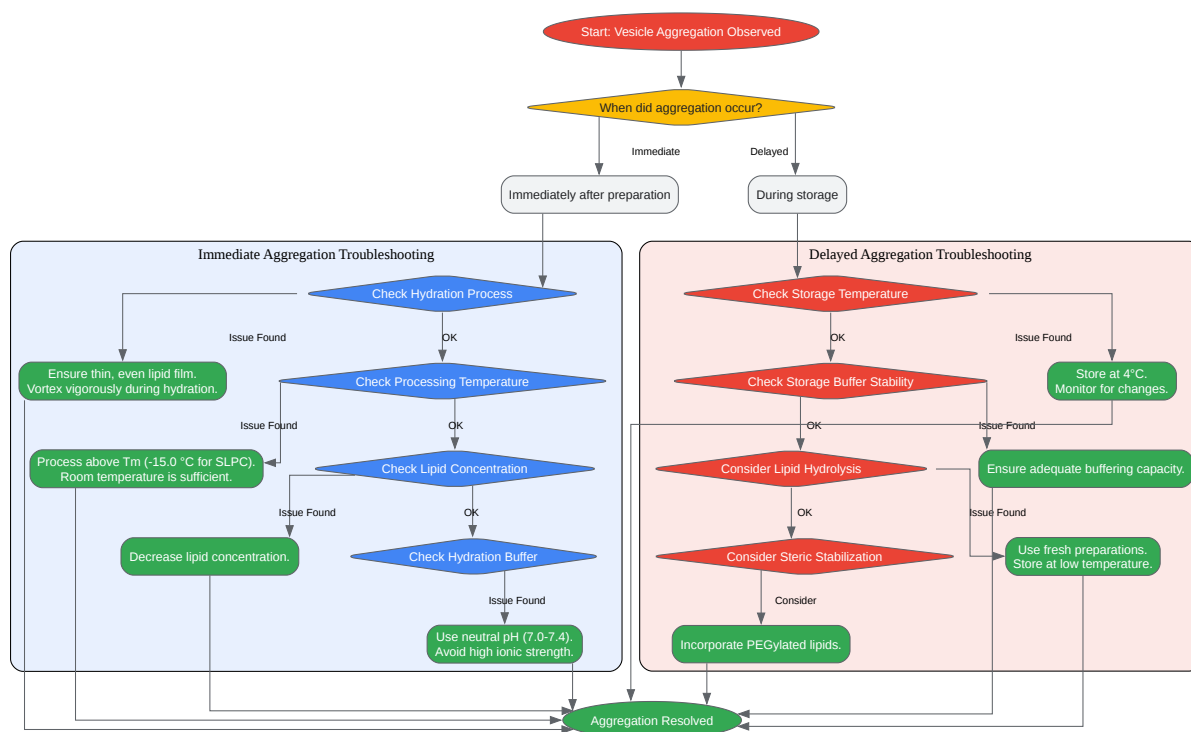 Start: Vesicle Aggregation Observed
When did aggregation occur?
Immediate
Delayed
Immediately after preparation
During storage
Immediate Aggregation Troubleshooting
Check Hydration Process
Issue Found
OK
Ensure thin, even lipid film.
Vortex vigorously during hydration.
Check Processing Temperature
Issue Found
OK
Process above Tm (-15.0 °C for SLPC).
Room temperature is sufficient.
Check Lipid Concentration
Issue Found
OK
Decrease lipid concentration.
Check Hydration Buffer
Issue Found
Use neutral pH (7.0-7.4).
Avoid high ionic strength.
Delayed Aggregation Troubleshooting
Check Storage Temperature
OK
Issue Found
Check Storage Buffer Stability
Store at 4°C.
Monitor for changes.
OK
Issue Found
Consider Lipid Hydrolysis
Ensure adequate buffering capacity.
OK
Issue Found
Consider Steric Stabilization
Use fresh preparations.
Store at low temperature.
Consider
Incorporate PEGylated lipids.
Aggregation Resolved